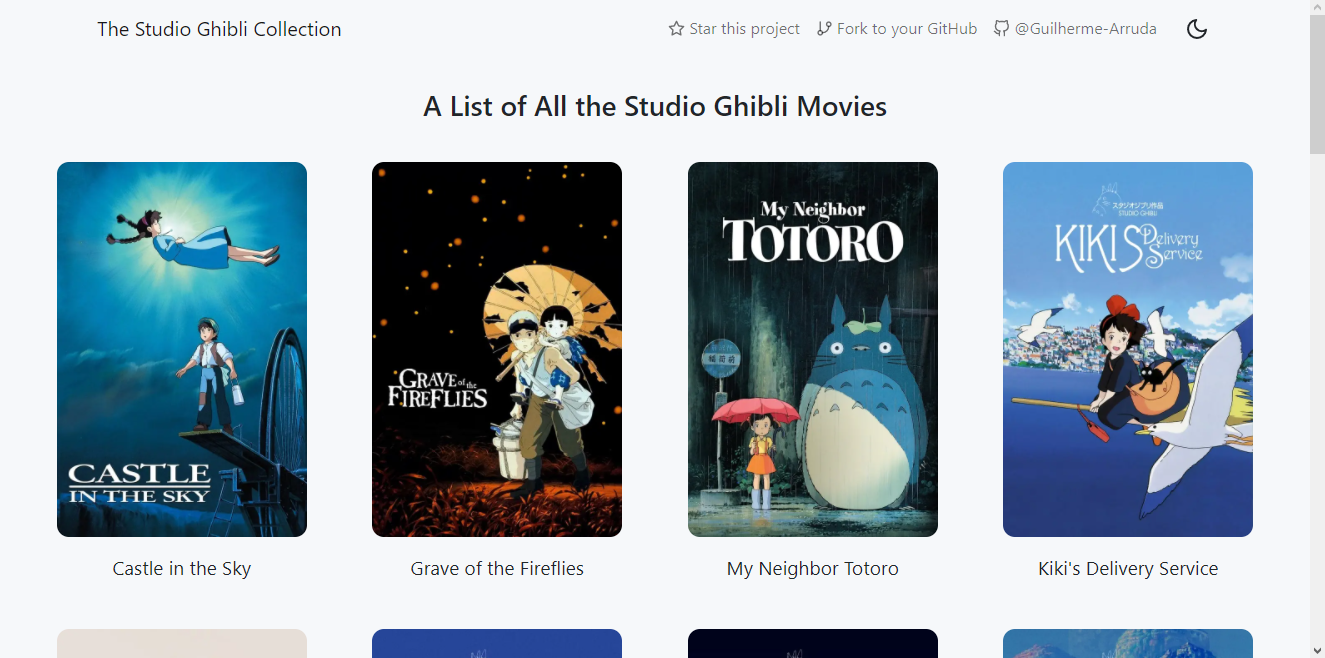 The Studio Ghibli Collection
Star this project
Fork to your GitHub
@Guilherme-Arruda
A List of All the Studio Ghibli Movies
CASTLE
IN THE SKY
GRAVE of the
FIREFLIES
My Neighbor
TOTORO
稲荷前
スタジオジブリ作品
STUDIO GHIBLI
KIKI'S Delivery
Service
Castle in the Sky
Grave of the Fireflies
My Neighbor Totoro
Kiki's Delivery Service